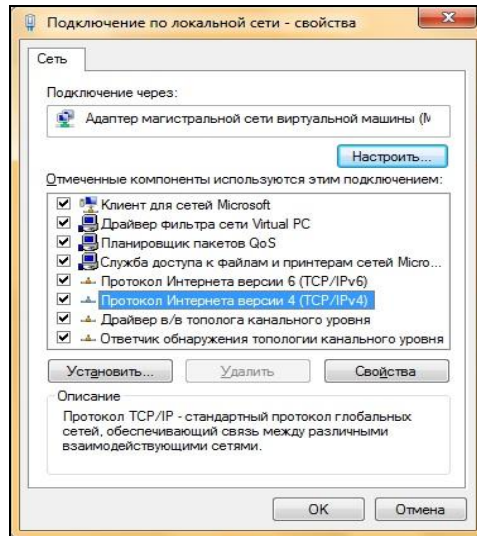 Подключение по локальной сети - свойства
Сеть
Подключение через:
Адаптер магистральной сети виртуальной машины (М
Настроить...
Отмеченные компоненты используются этим подключением:
Клиент для сетей Microsoft
Драйвер фильтра сети Virtual PC
Планировщик пакетов QoS
Служба доступа к файлам и принтерам сетей Micro...
Протокол Интернета версии 6 (TCP/IPv6)
Протокол Интернета версии 4 (TCP/IPv4)
Драйвер в/в тополога канального уровня
Ответчик обнаружения топологии канального уровня
Установить...
Удалить
Свойства
Описание
Протокол TCP/IP - стандартный протокол глобальных
сетей, обеспечивающий связь между различными
взаимодействующими сетями.
OK
Отмена